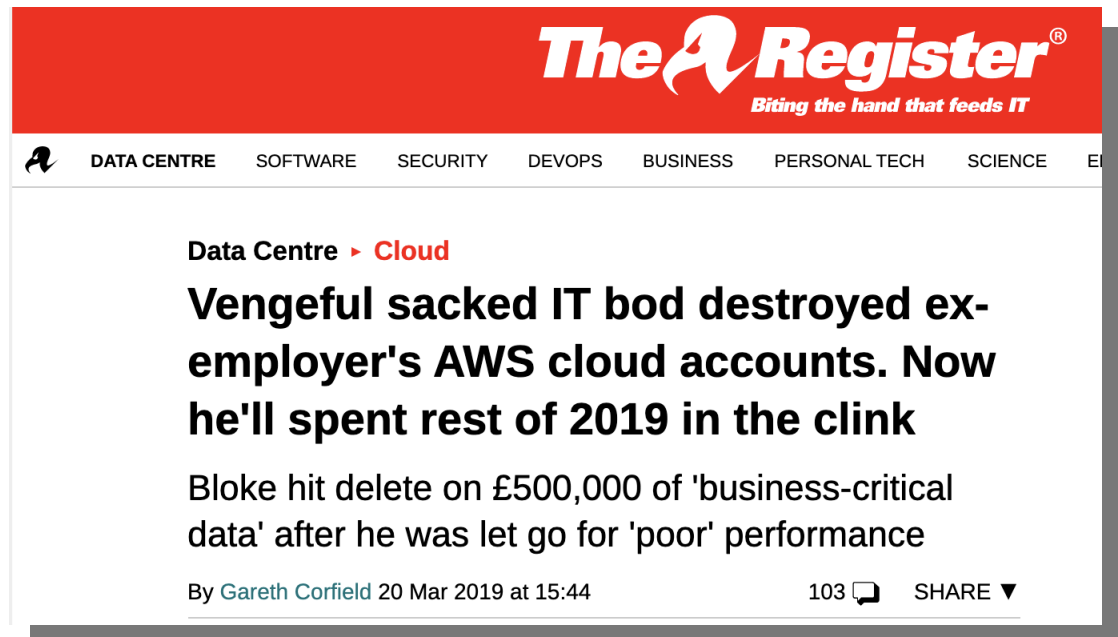 The Register®
Biting the hand that feeds IT
DATA CENTRE SOFTWARE SECURITY DEVOPS BUSINESS PERSONAL TECH SCIENCE
Data Centre ▸ Cloud
Vengeful sacked IT bod destroyed ex-
employer's AWS cloud accounts. Now
he'll spent rest of 2019 in the clink
Bloke hit delete on £500,000 of 'business-critical
data' after he was let go for 'poor' performance
By Gareth Corfield 20 Mar 2019 at 15:44 103 SHARE ▼